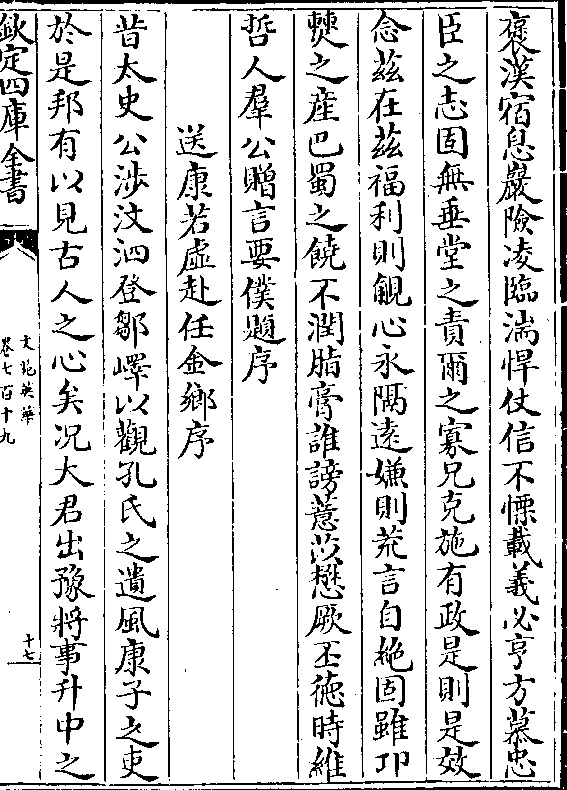 褒漢宿息巖險凌臨湍悍仗信不慄載義必亨方慕忠
臣之志固無垂堂之責爾之寡兄克施有政是則是效
念茲在茲福利則觀心永隔遠嫌則荒言自絶固雖卭
僰之産巴蜀之饒不潤脂膏誰謗薏苡懋厥丕徳時維
哲人羣公贈言要僕題序
送康若虛赴任金鄉序
昔太史公涉汶泗登鄒嶧以觀孔氏之遺風康子之吏
於是邦有以見古人之心矣况大君出豫將事升中之
欽定四庫全書
文苑英華
卷七百十九
十七